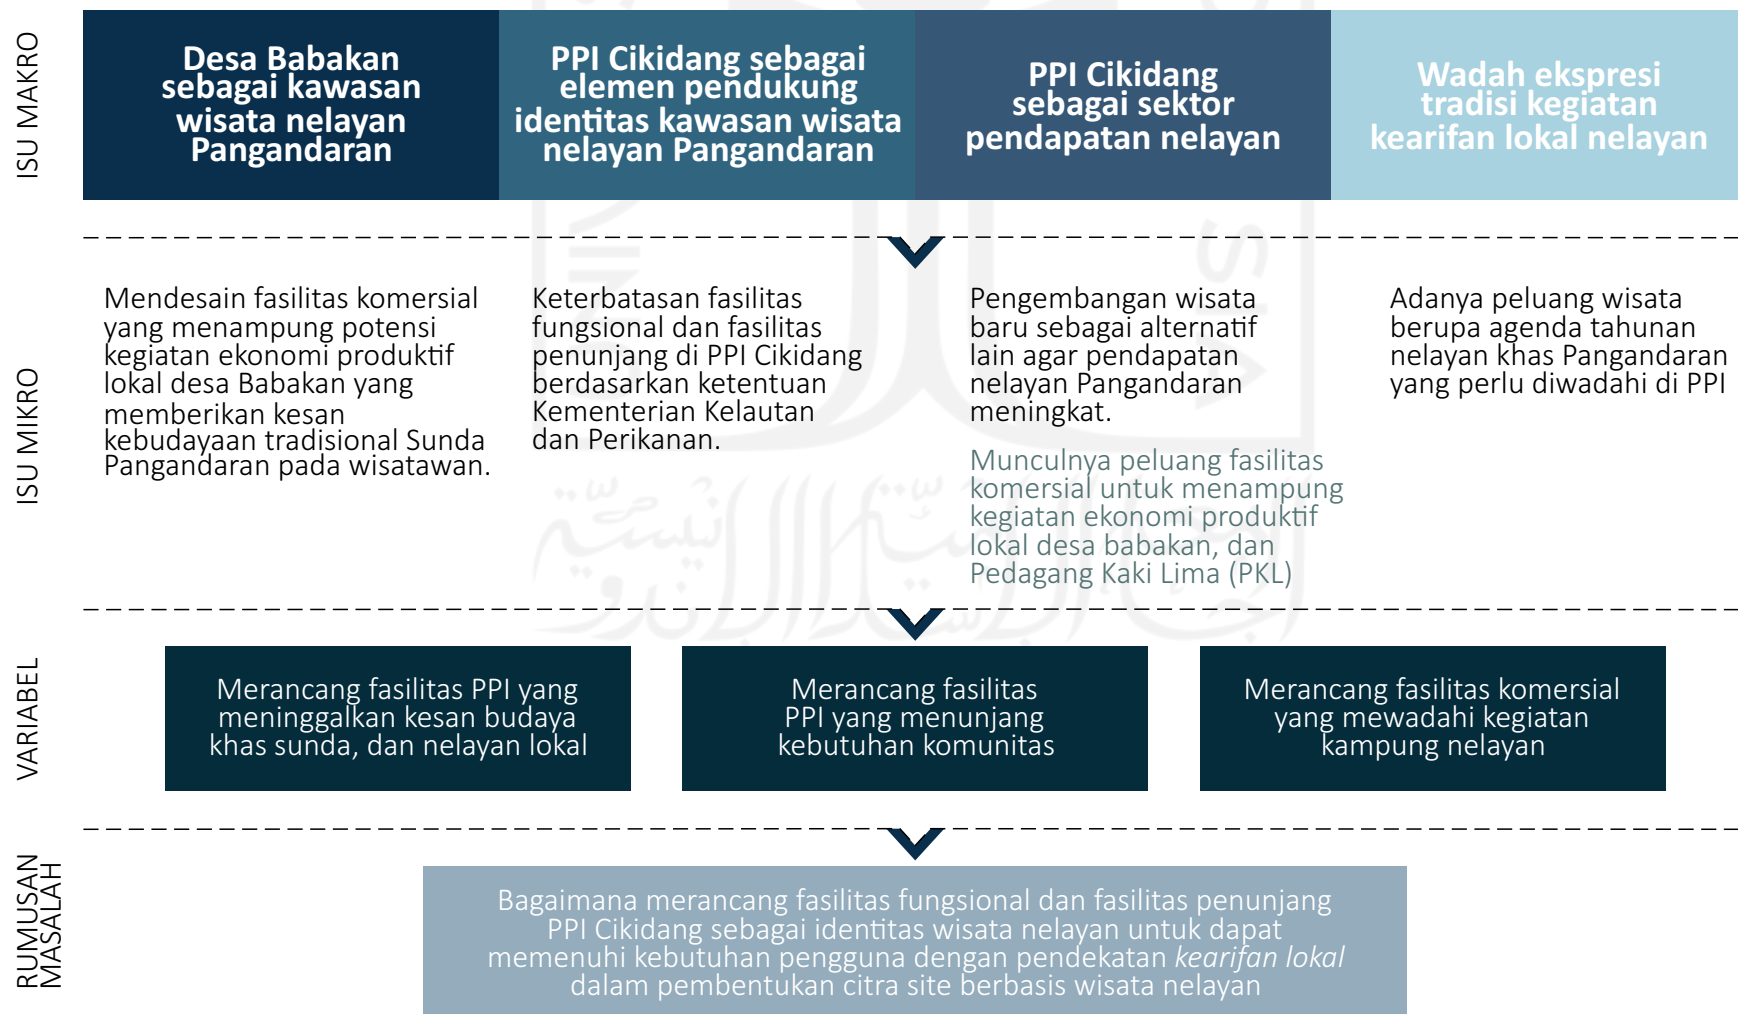 ISU MAKRO
Desa Babakan
sebagai kawasan
wisata nelayan
Pangandaran
PPI Cikidang sebagai
elemen pendukung
identitas kawasan wisata
nelayan Pangandaran
PPI Cikidang
sebagai sektor
pendapatan nelayan
Wadah ekspresi
tradisi kegiatan
kearifan lokal nelayan
ISU MIKRO
Mendesain fasilitas komersial
yang menampung potensi
kegiatan ekonomi produktif
lokal desa Babakan yang
memberikan kesan
kebudayaan tradisional Sunda
Pangandaran pada wisatawan.
Keterbatasan fasilitas
fungsional dan fasilitas
penunjang di PPI Cikidang
berdasarkan ketentuan
Kementerian Kelautan
dan Perikanan.
Pengembangan wisata
baru sebagai alternatif
lain agar pendapatan
nelayan Pangandaran
meningkat.
Munculnya peluang fasilitas
komersial untuk menampung
kegiatan ekonomi produktif
lokal desa babakan, dan
Pedagang Kaki Lima (PKL)
Adanya peluang wisata
berupa agenda tahunan
nelayan khas Pangandaran
yang perlu diwadahi di PPI
VARIABEL
Merancang fasilitas PPI yang
meninggalkan kesan budaya
khas sunda, dan nelayan lokal
Merancang fasilitas
PPI yang menunjang
kebutuhan komunitas
Merancang fasilitas komersial
yang mewadahi kegiatan
kampung nelayan
RUMUSAN
MASALAH
Bagaimana merancang fasilitas fungsional dan fasilitas penunjang
PPI Cikidang sebagai identitas wisata nelayan untuk dapat
memenuhi kebutuhan pengguna dengan pendekatan kearifan lokal
dalam pembentukan citra site berbasis wisata nelayan